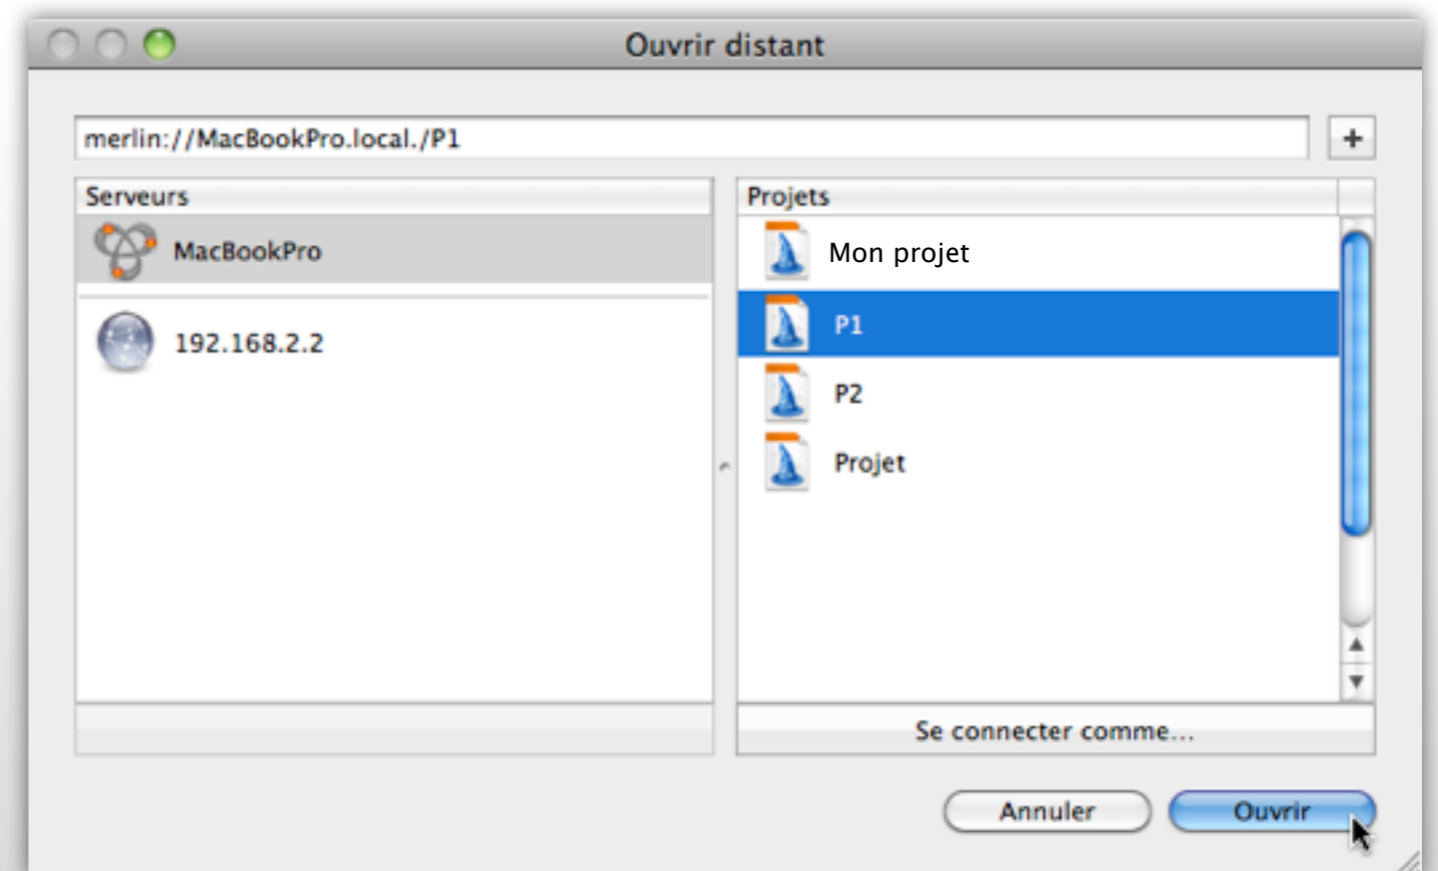 Ouvrir distant
merlin://MacBookPro.local./P1
+
Serveurs
MacBookPro
192.168.2.2
Projets
Mon projet
P1
P2
Projet
Se connecter comme...
Annuler
Ouvrir